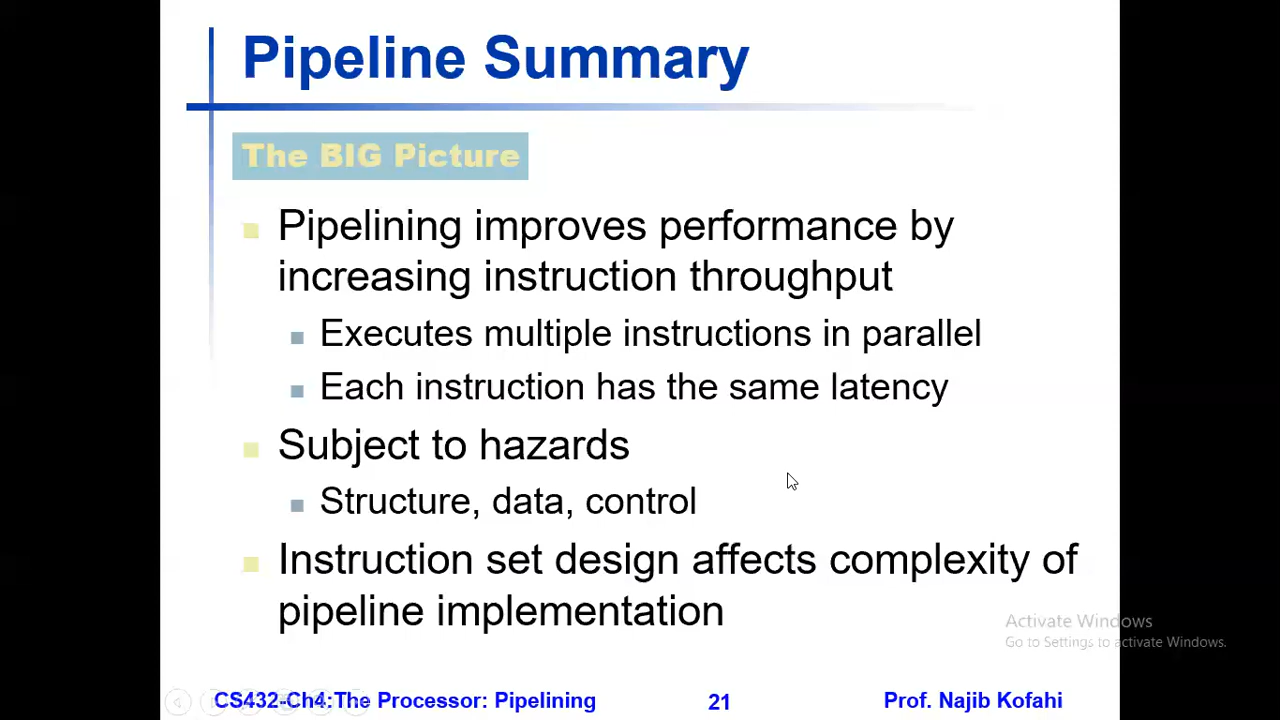 Pipeline Summary
The BIG Picture
Pipelining improves performance by
increasing instruction throughput
Executes multiple instructions in parallel
Each instruction has the same latency
Subject to hazards
Structure, data, control
Instruction set design affects complexity of
pipeline implementation
Activate Windows
Go to Settings to activate Windows.
CS432-Ch4:The Processor: Pipelining
21
Prof. Najib Kofahi